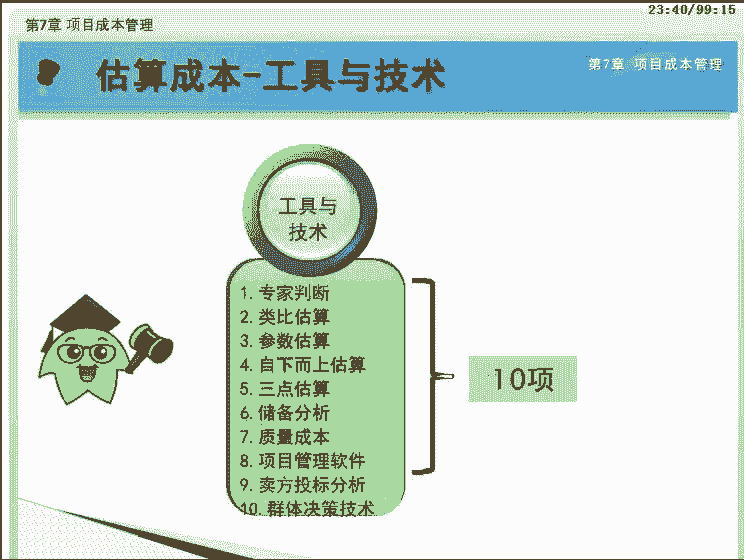 23:40/99:15
第7章 项目成本管理
估算成本-工具与技术
第7章 项目成本管理
工具与
技术
1. 专家判断
2. 类比估算
3. 参数估算
4. 自下而上估算
5. 三点估算
6. 储备分析
7. 质量成本
8. 项目管理软件
9. 卖方投标分析
10. 群体决策技术
10项